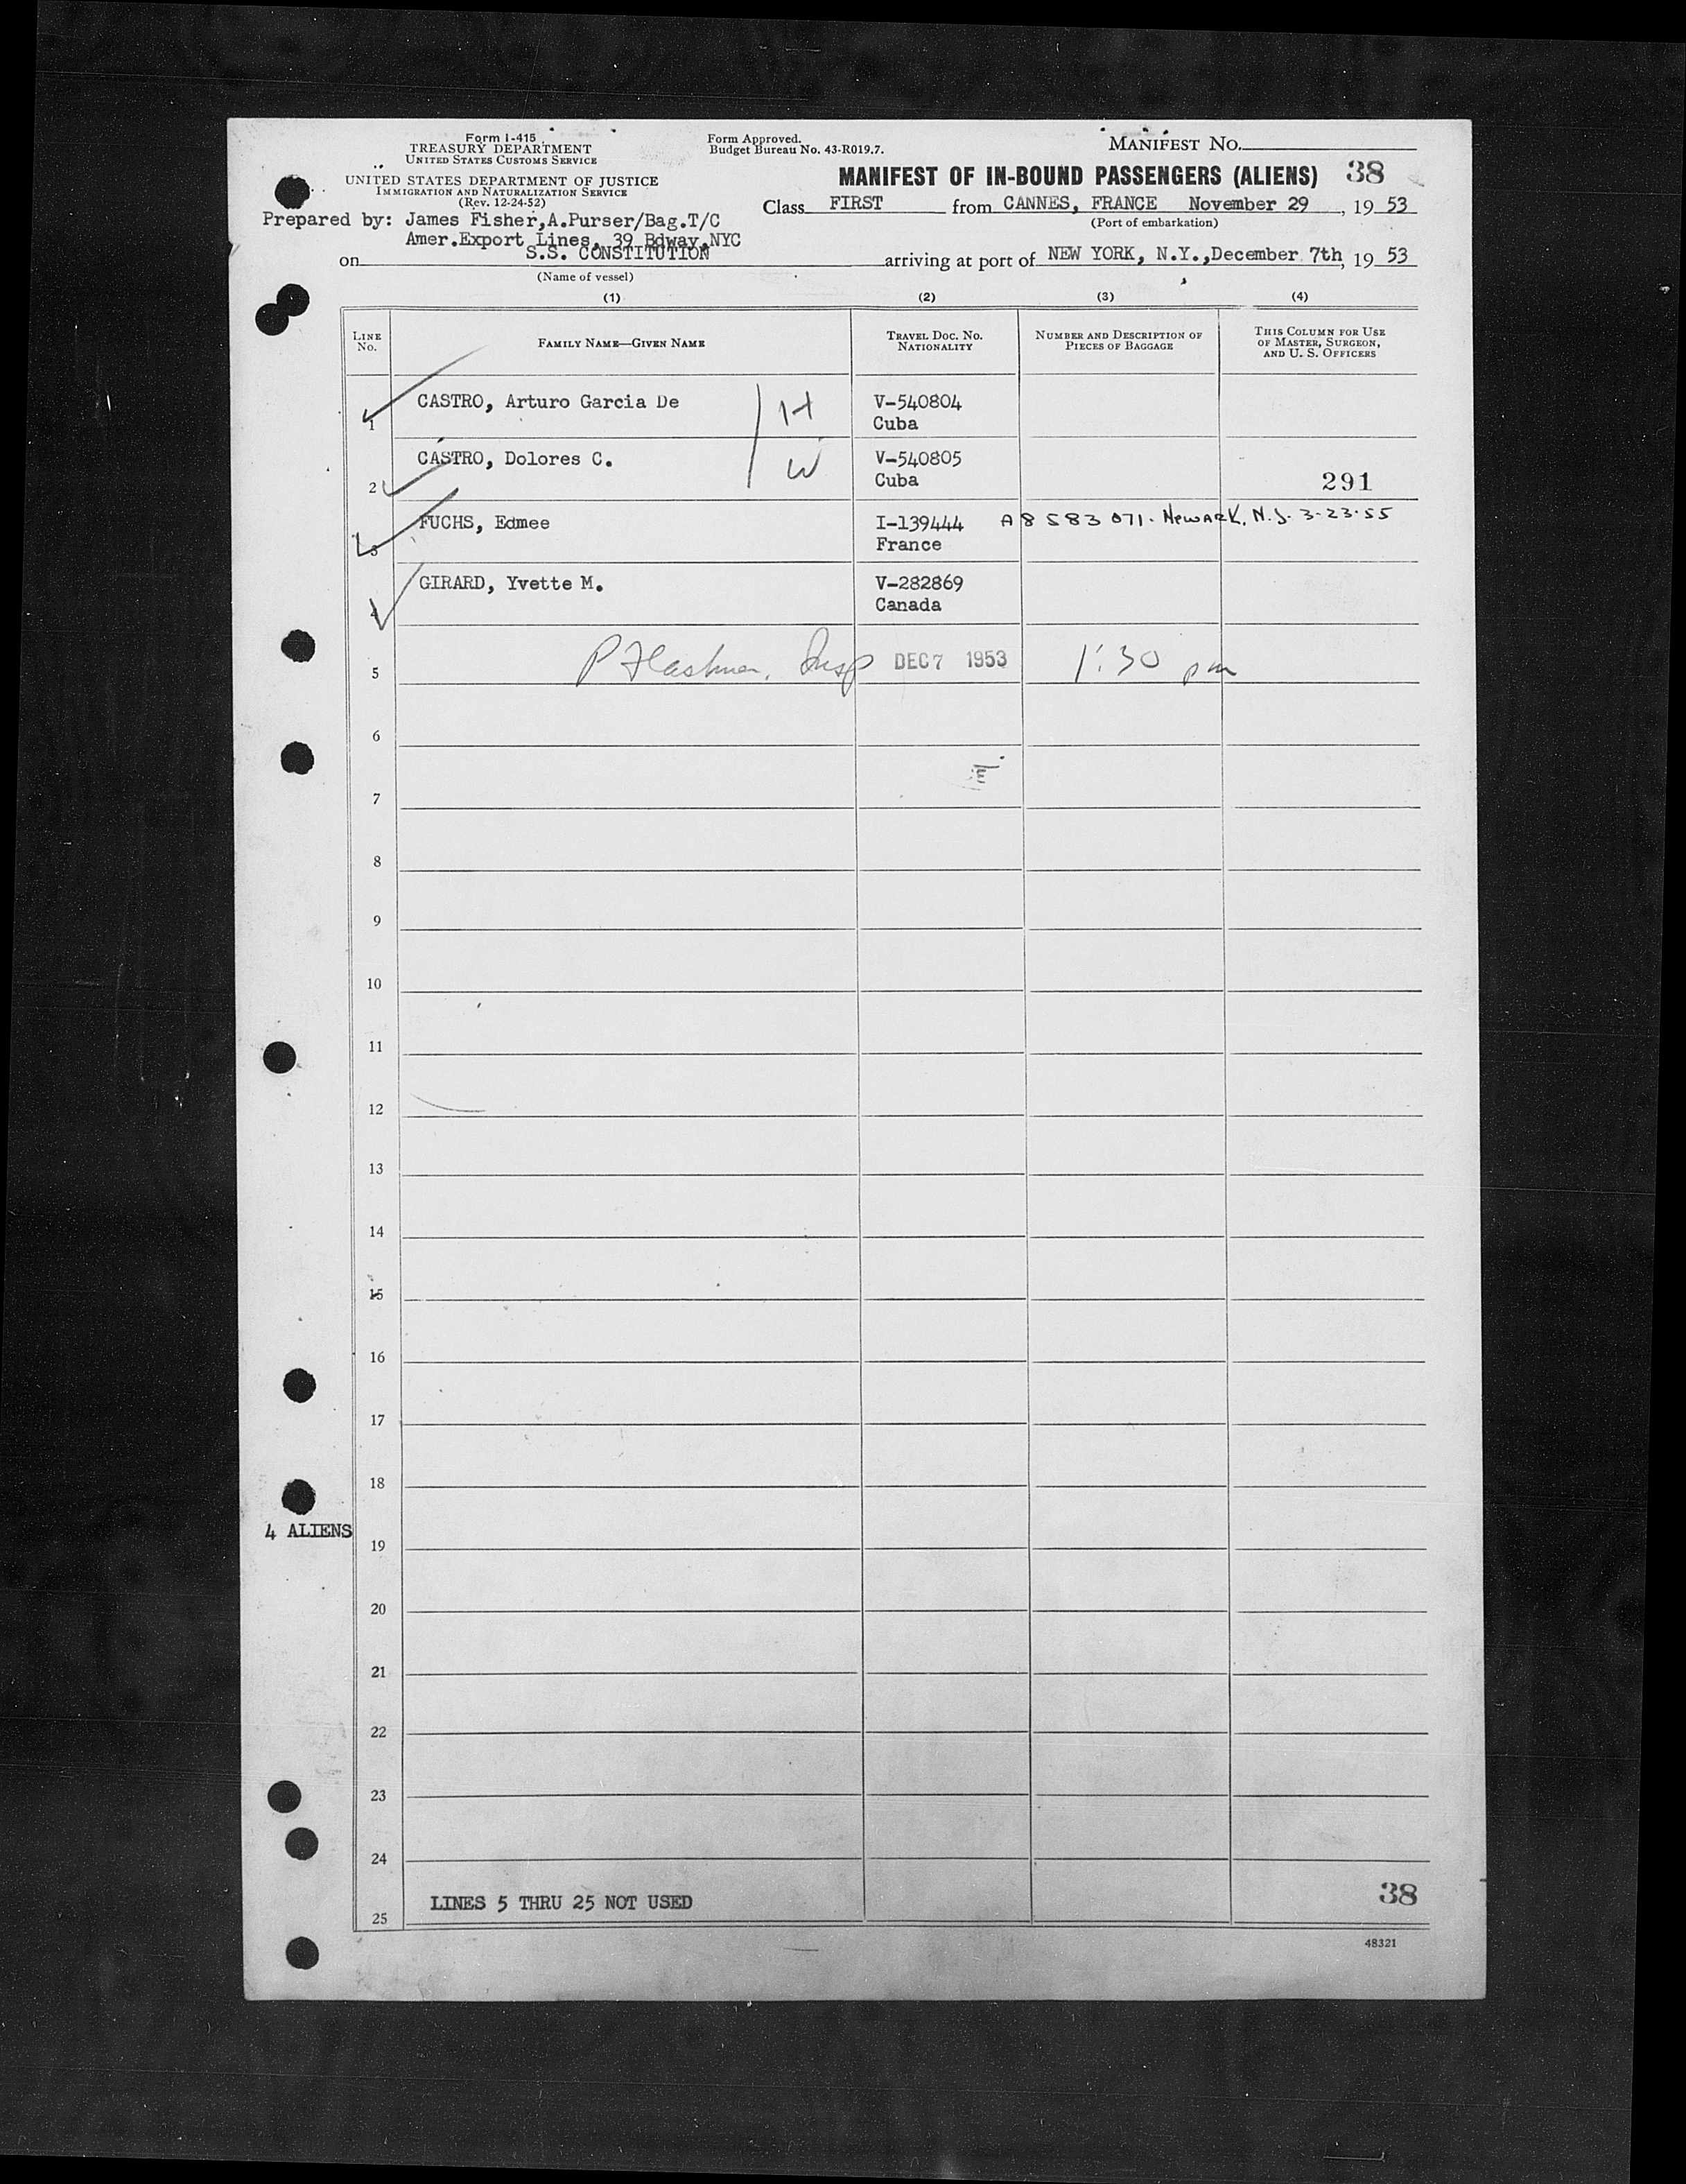 Form I-415
TREASURY DEPARTMENT
UNITED STATES CUSTOMS SERVICE
UNITED STATES DEPARTMENT OF JUSTICE
IMMIGRATION AND NATURALIZATION SERVICE
(Rev. 12-24-52)
Form Approved.
Budget Bureau No. 43-R019.7.
MANIFEST NO.
MANIFEST OF IN-BOUND PASSENGERS (ALIENS) 38
Prepared by: James Fisher,A.Purser/Bag.T/C
Amer.Export Lines, 39 Bdway,NYC
Class FIRST from CANNES, FRANCE November 29, 19 53
(Port of embarkation)
on S.S. CONSTITUTION arriving at port of NEW YORK, N.Y.,December 7th, 19 53
(Name of vessel)
(1) (2) (3) (4)
LINE No. FAMILY NAME—GIVEN NAME TRAVEL DOC. NO. NATIONALITY NUMBER AND DESCRIPTION OF PIECES OF BAGGAGE THIS COLUMN FOR USE OF MASTER, SURGEON, AND U. S. OFFICERS
1 CASTRO, Arturo Garcia De H V-540804
Cuba
2 CASTRO, Dolores C. W V-540805
Cuba 291
3 FUCHS, Edmee I-139444 A8 583 071. Newark, N.J. 3-23-55
France
4 GIRARD, Yvette M. V-282869
Canada
5 P Insp DEC 7 1953 1:30 pm
6
7
8
9
10
11
12
13
14
15
16
17
18
4 ALIENS
19
20
21
22
23
24
25 LINES 5 THRU 25 NOT USED 38
48321